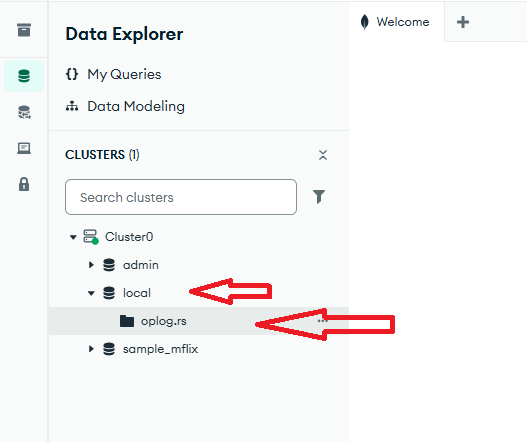 Data Explorer
Welcome
{} My Queries
Data Modeling
CLUSTERS (1)
Search clusters
Cluster0
admin
local
oplog.rs
sample_mflix